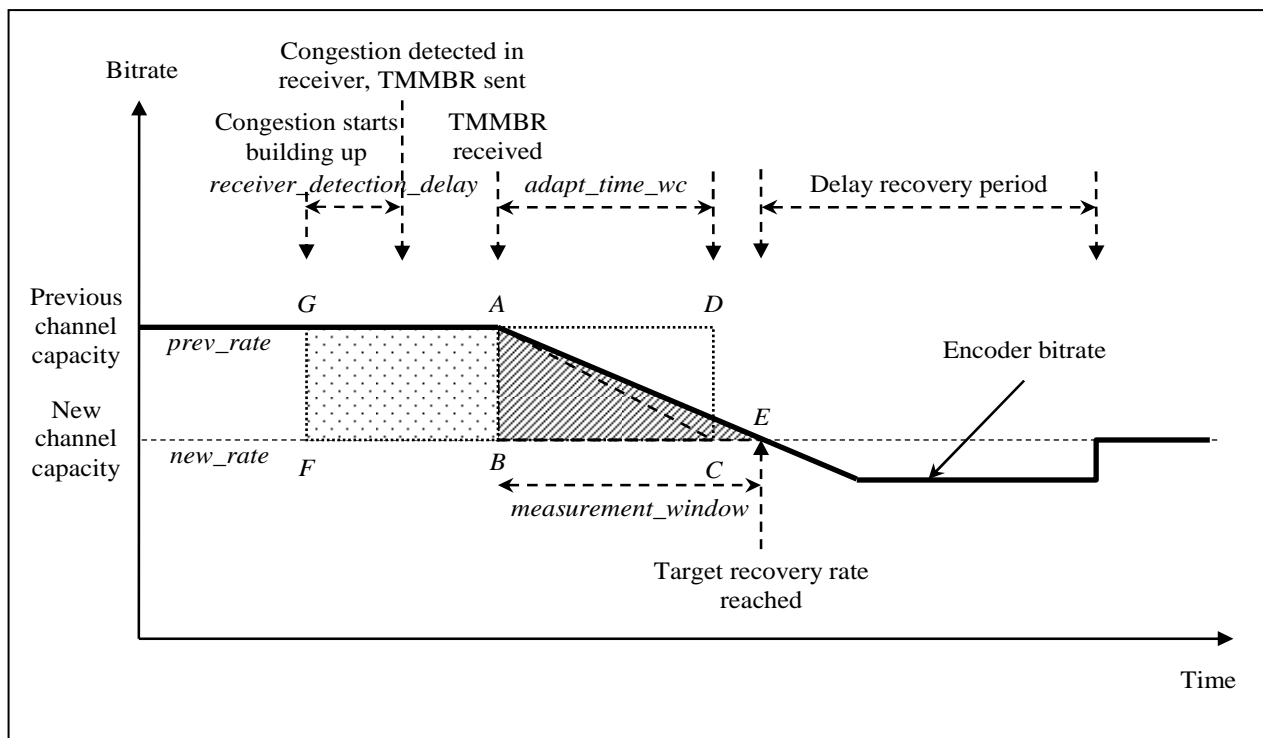 Congestion detected in
receiver, TMMBR sent
Bitrate
Congestion starts
building up
TMMBR
received
receiver_detection_delay
adapt_time_wc
Delay recovery period
Previous
channel
capacity
G
A
D
prev_rate
Encoder bitrate
New
channel
capacity
E
new_rate
F
B
C
measurement_window
Target recovery rate
reached
Time